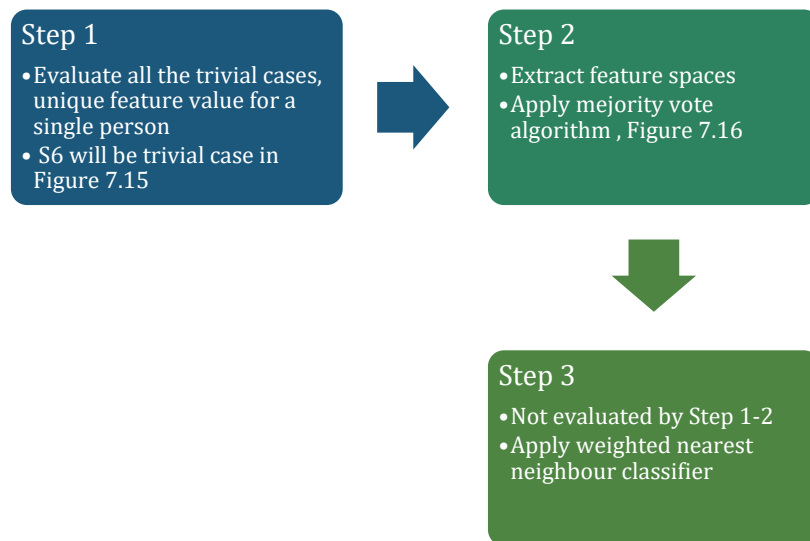 Step 1
•Evaluate all the trivial cases,
unique feature value for a
single person
• S6 will be trivial case in
Figure 7.15
Step 2
•Extract feature spaces
•Apply mejority vote
algorithm , Figure 7.16
Step 3
•Not evaluated by Step 1-2
•Apply weighted nearest
neighbour classifier